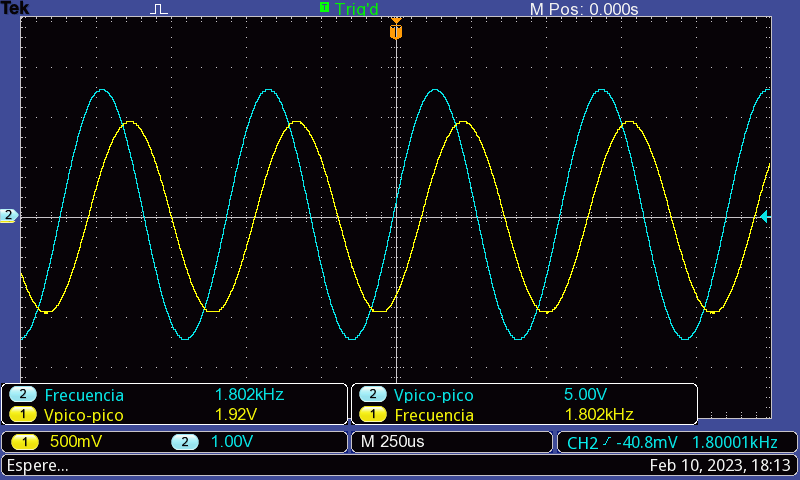 Tek T Trig'd M Pos: 0.000s
T
2
2 Frecuencia 1.802kHz 2 Vpico-pico 5.00V
1 Vpico-pico 1.92V 1 Frecuencia 1.802kHz
1 500mV 2 1.00V M 250us CH2 -40.8mV 1.80001kHz
Espere... Feb 10, 2023, 18:13